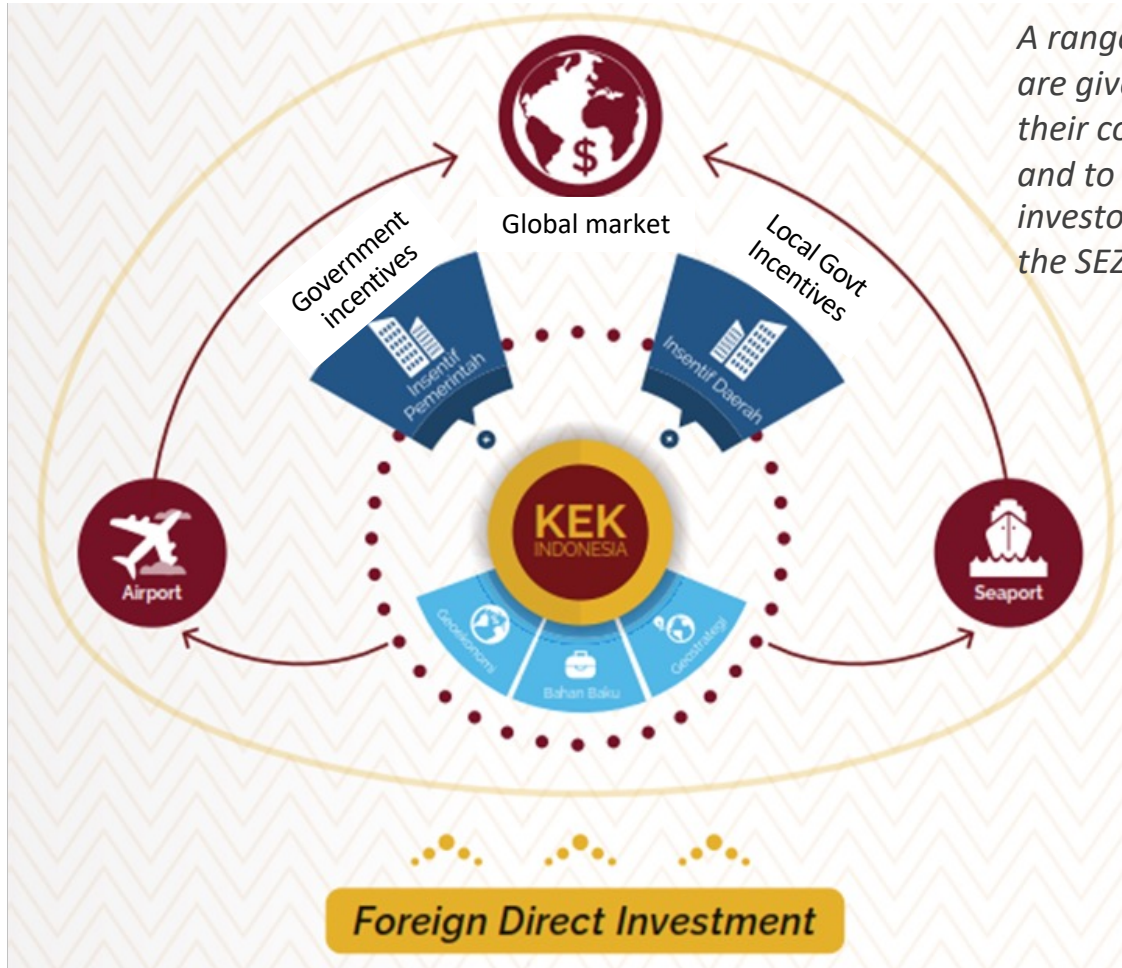 A range
are give
their co
and to
investo
the SEZ
$
Global market
Government
incentives
Local Govt
Incentives
Insentif
Pemerintah
Insentif Daerah
KEK
INDONESIA
Airport
Seaport
Geoekonomi
Bahan Baku
Geostrategi
Foreign Direct Investment